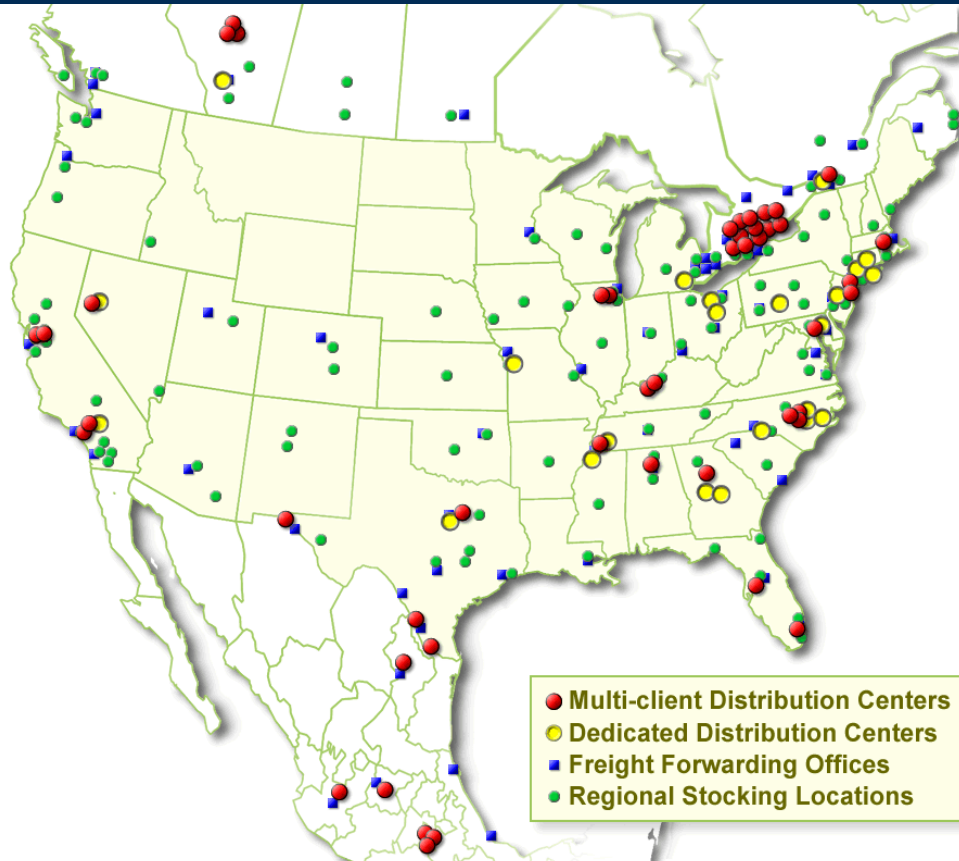 Multi-client Distribution Centers
Dedicated Distribution Centers
Freight Forwarding Offices
Regional Stocking Locations